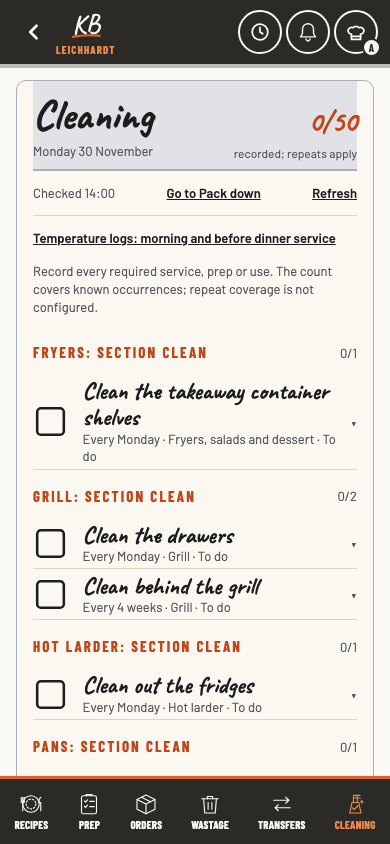 KB
LEICHHARDT
A
Cleaning
0/50
Monday 30 November
recorded; repeats apply
Checked 14:00
Go to Pack down
Refresh
Temperature logs: morning and before dinner service
Record every required service, prep or use. The count
covers known occurrences; repeat coverage is not
configured.
FRYERS: SECTION CLEAN
0/1
Clean the takeaway container
shelves
Every Monday · Fryers, salads and dessert · To
do
GRILL: SECTION CLEAN
0/2
Clean the drawers
Every Monday · Grill · To do
Clean behind the grill
Every 4 weeks · Grill · To do
HOT LARDER: SECTION CLEAN
0/1
Clean out the fridges
Every Monday · Hot larder · To do
PANS: SECTION CLEAN
0/1
RECIPES
PREP
ORDERS
WASTAGE
TRANSFERS
CLEANING